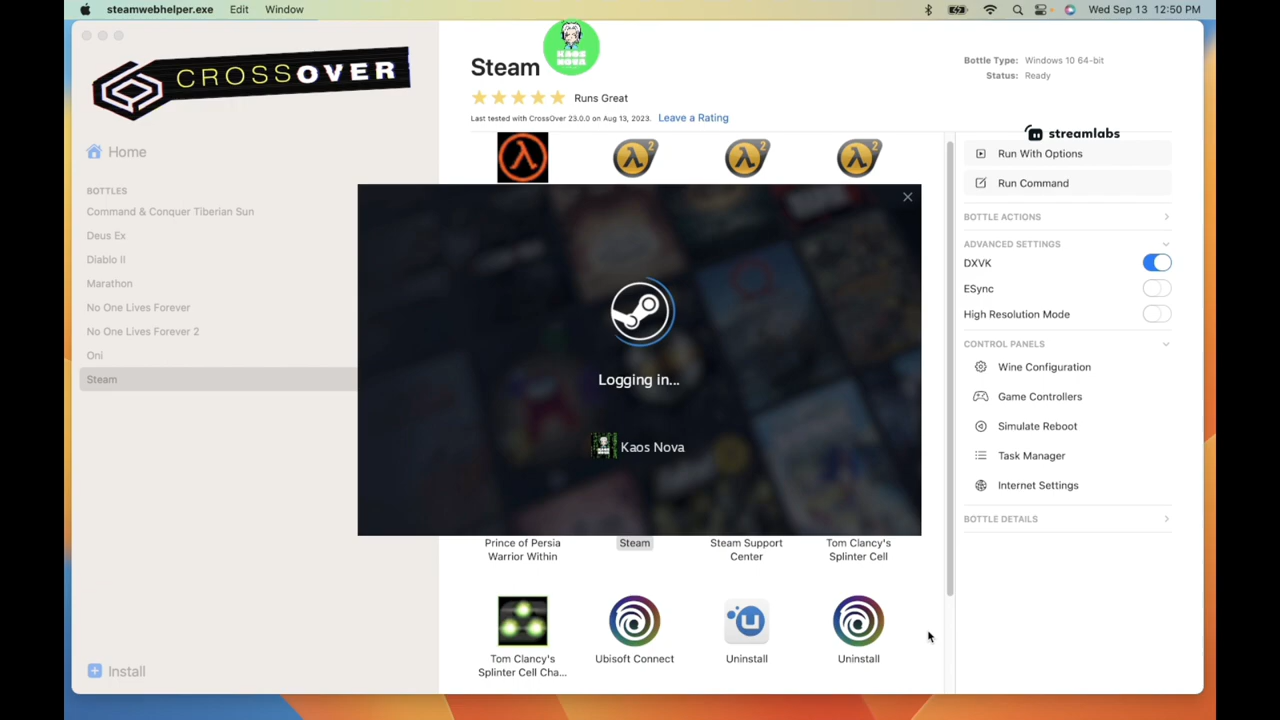 steamwebhelper.exe Edit Window Wed Sep 13 12:50 PM
CROSSOVER
Home
BOTTLES
Command & Conquer Tiberian Sun
Deus Ex
Diablo II
Marathon
No One Lives Forever
No One Lives Forever 2
Oni
Steam
Install
Steam
KAOS
NOVA
Runs Great
Last tested with CrossOver 23.0.0 on Aug 13, 2023. Leave a Rating
2 2 2
Logging in...
Kaos Nova
Prince of Persia
Warrior Within
Steam
Steam Support
Center
Tom Clancy's
Splinter Cell
Tom Clancy's
Splinter Cell Cha...
Ubisoft Connect
Uninstall
Uninstall
Bottle Type: Windows 10 64-bit
Status: Ready
streamlabs
Run With Options
Run Command
BOTTLE ACTIONS
ADVANCED SETTINGS
DXVK
ESync
High Resolution Mode
CONTROL PANELS
Wine Configuration
Game Controllers
Simulate Reboot
Task Manager
Internet Settings
BOTTLE DETAILS